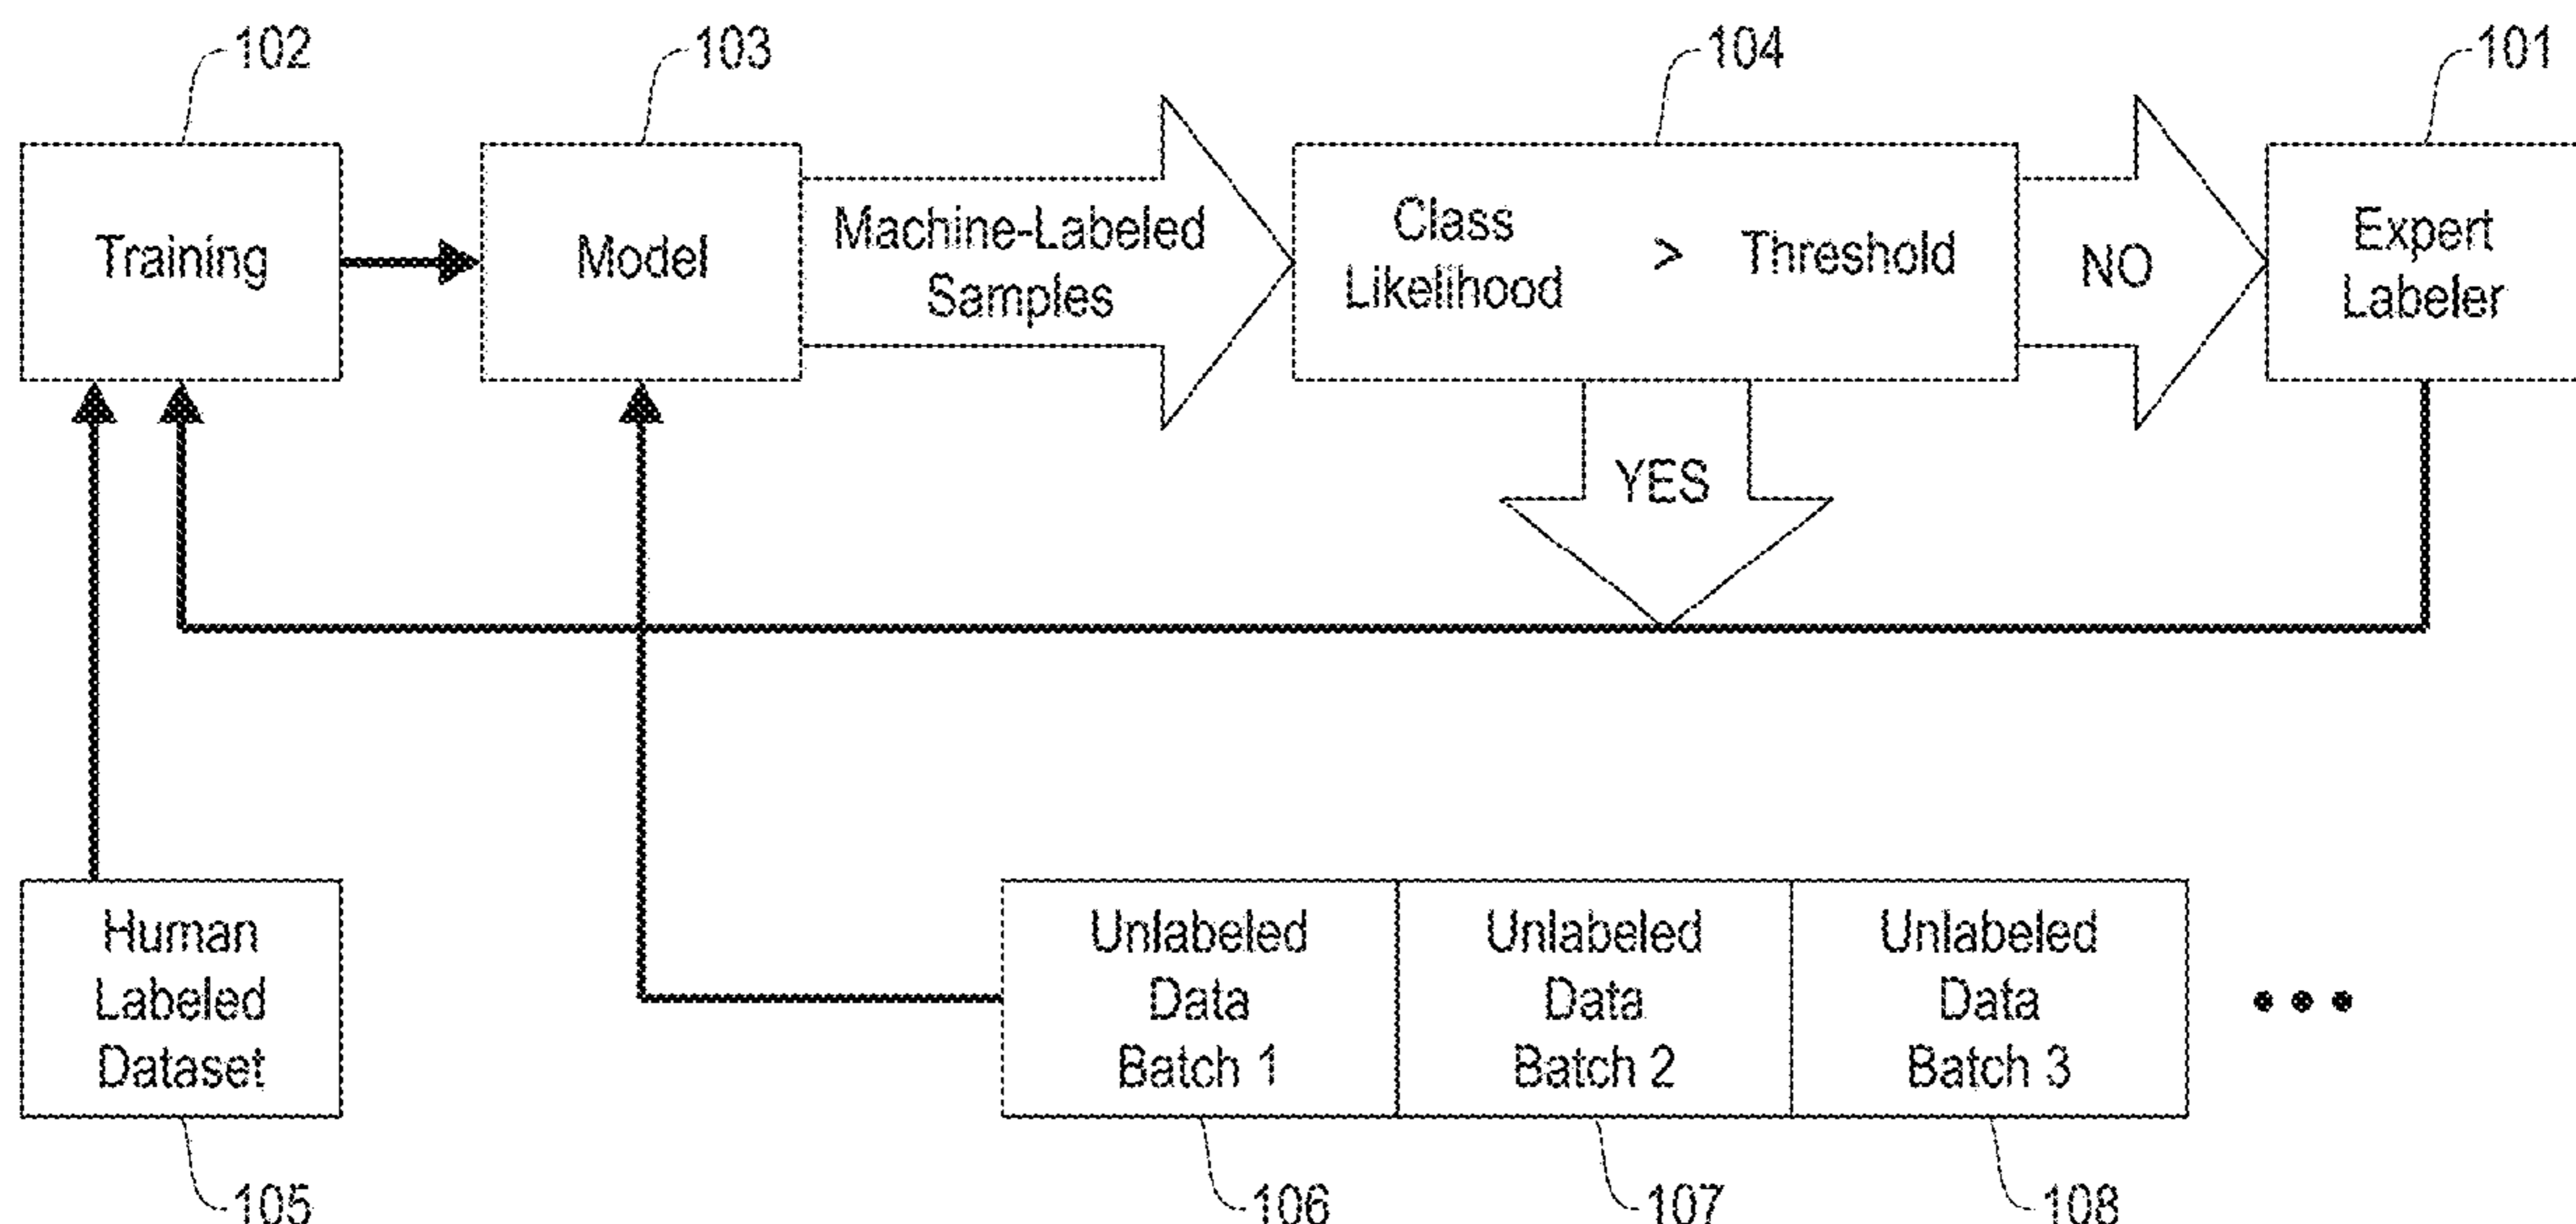 102
103
104
101
Training
Model
Machine-Labeled
Samples
Class
Likelihood
>
Threshold
NO
Expert
Labeler
YES
Human
Labeled
Dataset
Unlabeled
Data
Batch 1
Unlabeled
Data
Batch 2
Unlabeled
Data
Batch 3
•••
105
106
107
108